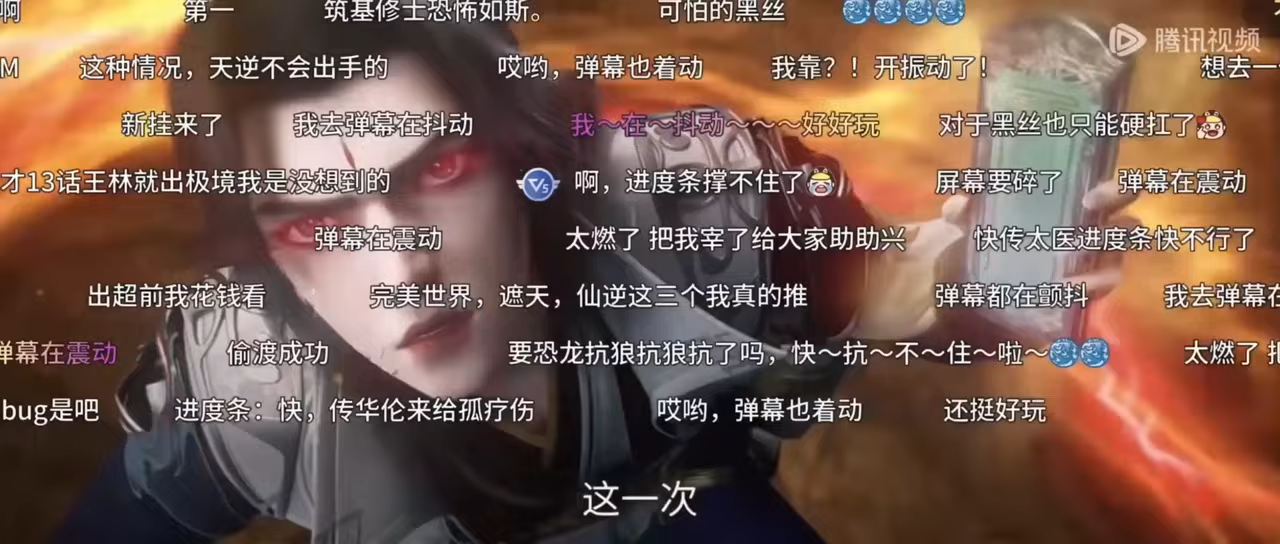 啊 第一 筑基修士恐怖如斯。 可怕的黑丝
腾讯视频
M 这种情况，天逆不会出手的 哎哟，弹幕也着动 我靠？！开振动了！ 想去一
新挂来了 我去弹幕在抖动 我～在～抖动～～～好好玩 对于黑丝也只能硬扛了
才13话王林就出极境我是没想到的 V5 啊，进度条撑不住了 屏幕要碎了 弹幕在震动
弹幕在震动 太燃了 把我宰了给大家助助兴 快传太医进度条快不行了
出超前我花钱看 完美世界，遮天，仙逆这三个我真的推 弹幕都在颤抖 我去弹幕在
弹幕在震动 偷渡成功 要恐龙抗狼抗狼抗了吗，快～抗～不～住～啦～ 太燃了 把
bug是吧 进度条：快，传华伦来给孤疗伤 哎哟，弹幕也着动 还挺好玩
这一次